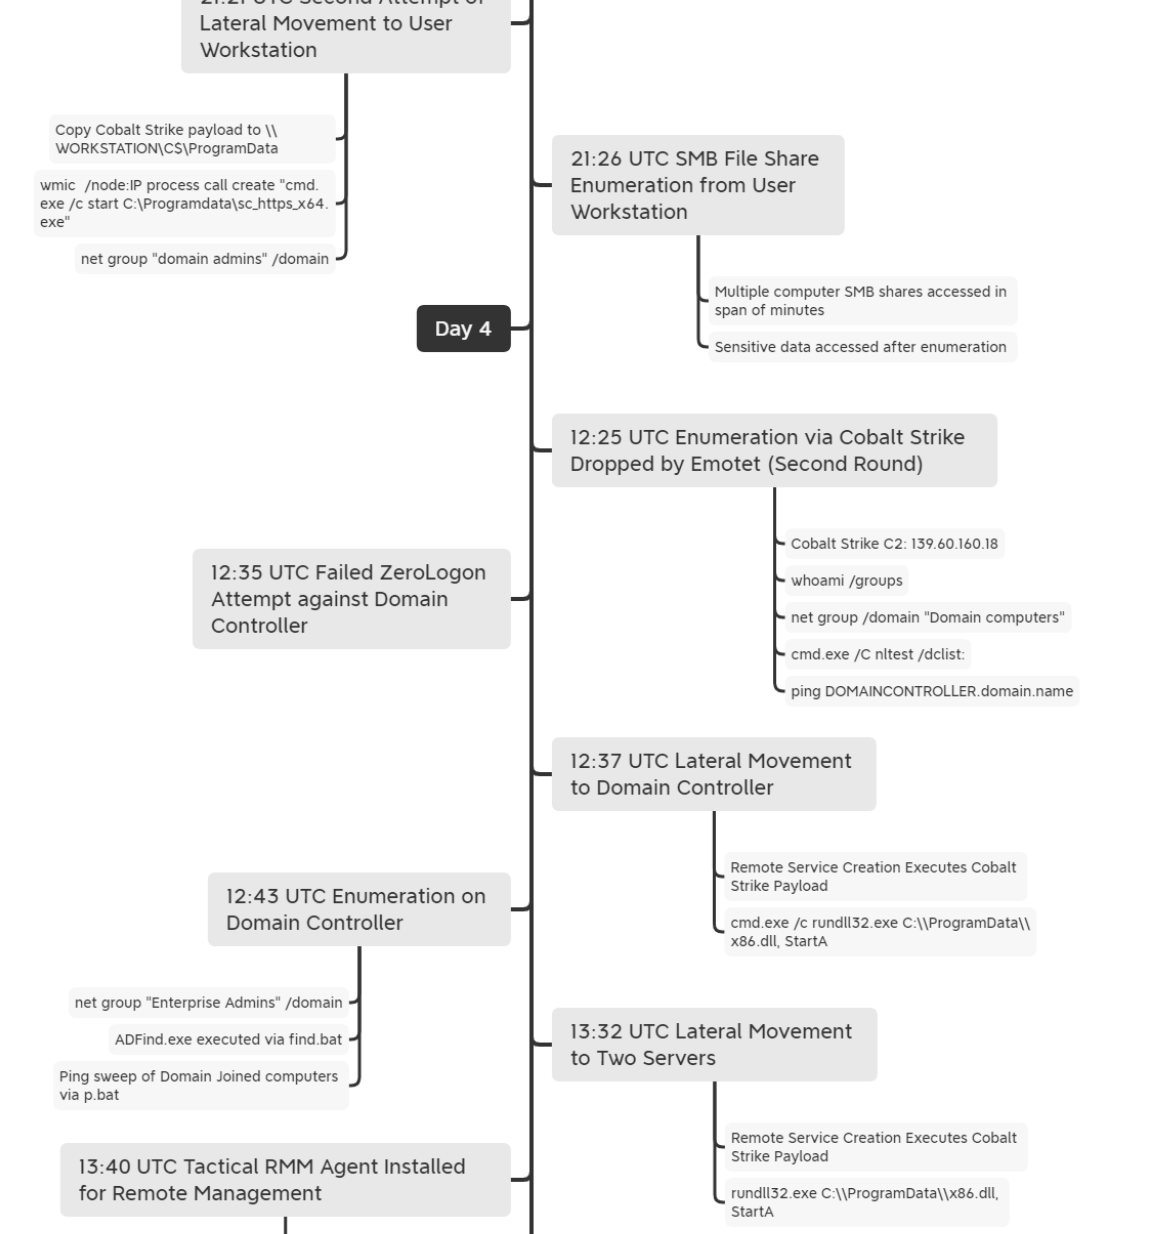 21:21 UTC Second Attempt of
Lateral Movement to User
Workstation
Copy Cobalt Strike payload to \\
WORKSTATION\C$\ProgramData
wmic  /node:IP process call create "cmd.
exe /c start C:\Programdata\sc_https_x64.
exe"
net group "domain admins" /domain
21:26 UTC SMB File Share
Enumeration from User
Workstation
Multiple computer SMB shares accessed in
span of minutes
Sensitive data accessed after enumeration
Day 4
12:25 UTC Enumeration via Cobalt Strike
Dropped by Emotet (Second Round)
Cobalt Strike C2: 139.60.160.18
whoami /groups
net group /domain "Domain computers"
cmd.exe /C nltest /dclist:
ping DOMAINCONTROLLER.domain.name
12:35 UTC Failed ZeroLogon
Attempt against Domain
Controller
12:37 UTC Lateral Movement
to Domain Controller
Remote Service Creation Executes Cobalt
Strike Payload
cmd.exe /c rundll32.exe C:\\ProgramData\\
x86.dll, StartA
12:43 UTC Enumeration on
Domain Controller
net group "Enterprise Admins" /domain
ADFind.exe executed via find.bat
Ping sweep of Domain Joined computers
via p.bat
13:32 UTC Lateral Movement
to Two Servers
Remote Service Creation Executes Cobalt
Strike Payload
rundll32.exe C:\\ProgramData\\x86.dll,
StartA
13:40 UTC Tactical RMM Agent Installed
for Remote Management